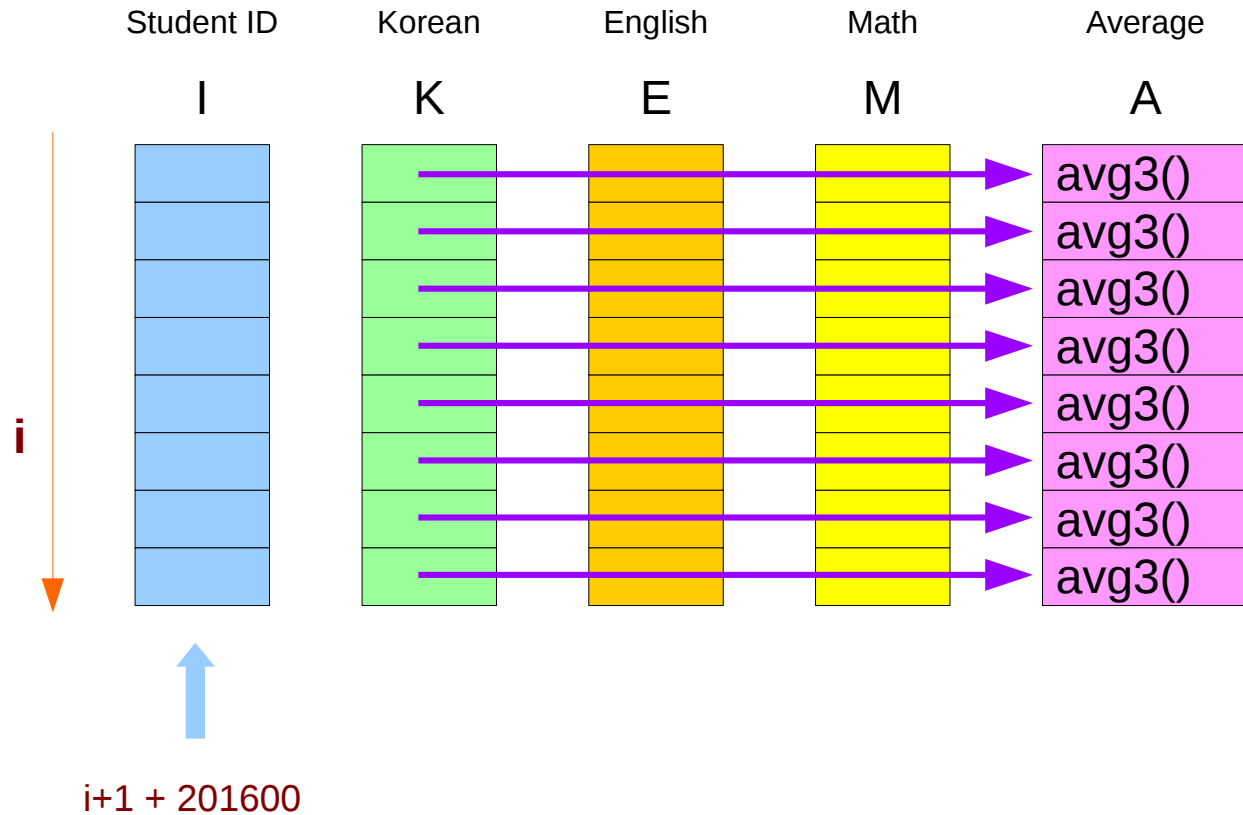 Student ID Korean English Math Average
I K E M A
avg3()
avg3()
avg3()
avg3()
avg3()
i
avg3()
avg3()
avg3()
i+1 + 201600